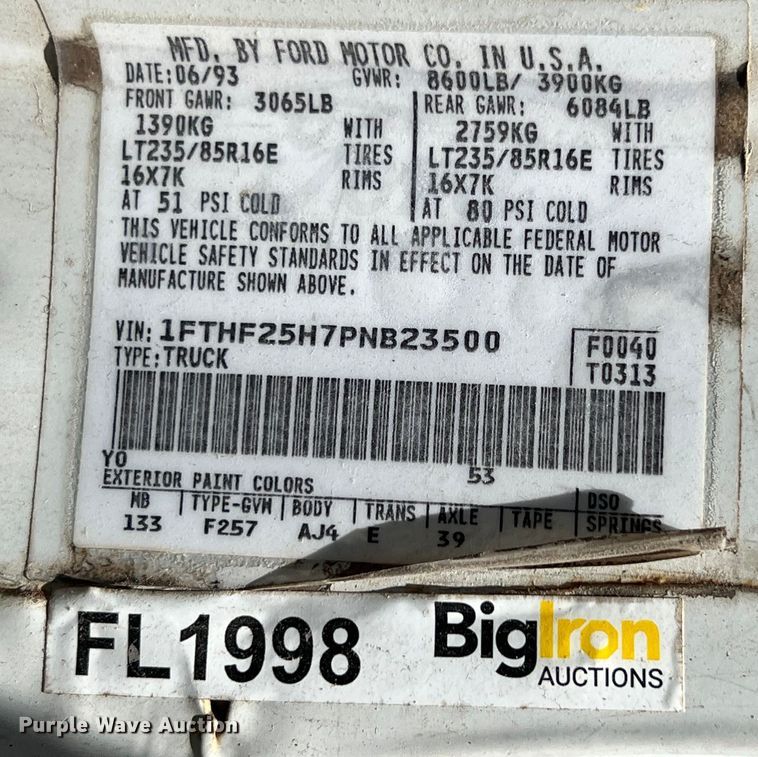 MFD. BY FORD MOTOR CO. IN U.S.A.
DATE: 06/93 GVWR: 8600LB/ 3900KG
FRONT GAWR: 3065LB REAR GAWR: 6084LB
1390KG WITH 2759KG WITH
LT235/85R16E TIRES LT235/85R16E TIRES
16X7K RIMS 16X7K RIMS
AT 51 PSI COLD AT 80 PSI COLD
THIS VEHICLE CONFORMS TO ALL APPLICABLE FEDERAL MOTOR
VEHICLE SAFETY STANDARDS IN EFFECT ON THE DATE OF
MANUFACTURE SHOWN ABOVE.
VIN: 1FTHF25H7PNB23500 F0040
TYPE: TRUCK T0313
YO 53
EXTERIOR PAINT COLORS DSO
WB TYPE-GVW BODY TRANS AXLE TAPE SPRINGS
133 F257 AJ4 E 39
FL1998 BigIron
AUCTIONS
Purple Wave Auction